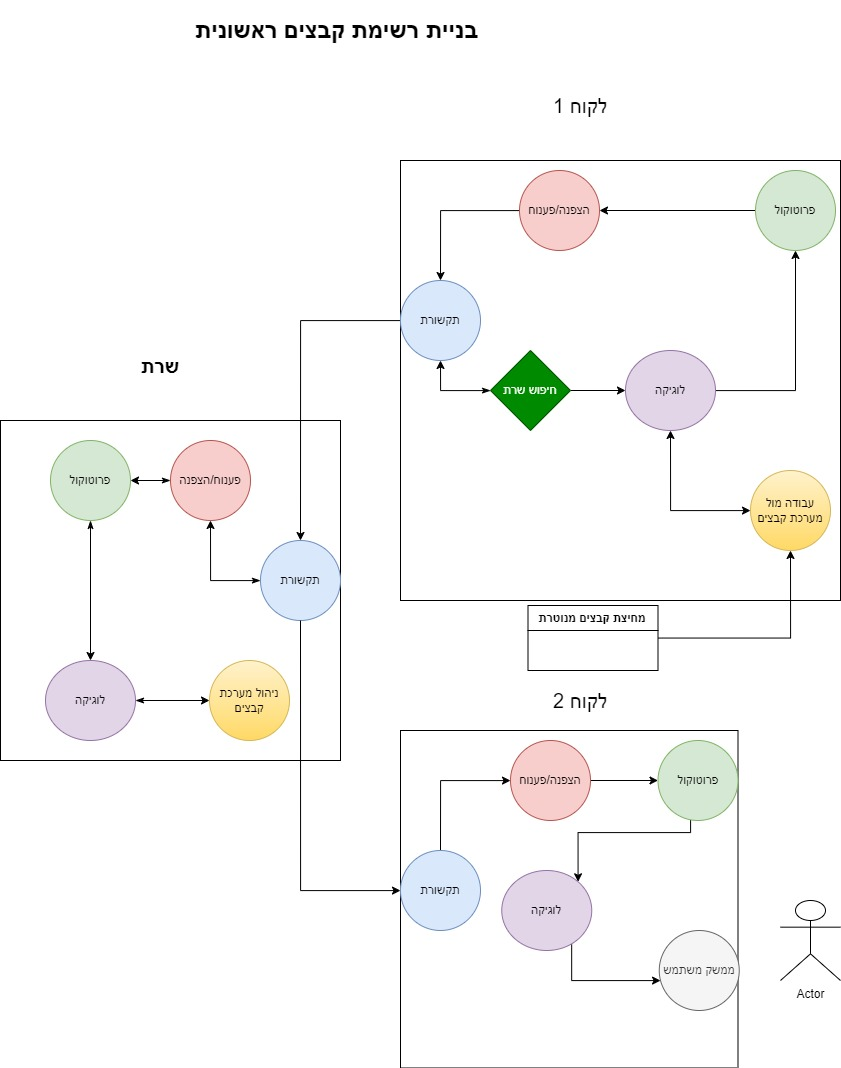 בניית רשימת קבצים ראשונית
לקוח 1
הצפנה/פענוח
פרוטוקול
תקשורת
חיפוש שרת
לוגיקה
עבודה מול
מערכת קבצים
מחיצת קבצים מנוטרת
שרת
פרוטוקול
פענוח/הצפנה
תקשורת
לוגיקה
ניהול מערכת
קבצים
לקוח 2
הצפנה/פענוח
פרוטוקול
תקשורת
לוגיקה
ממשק משתמש
Actor